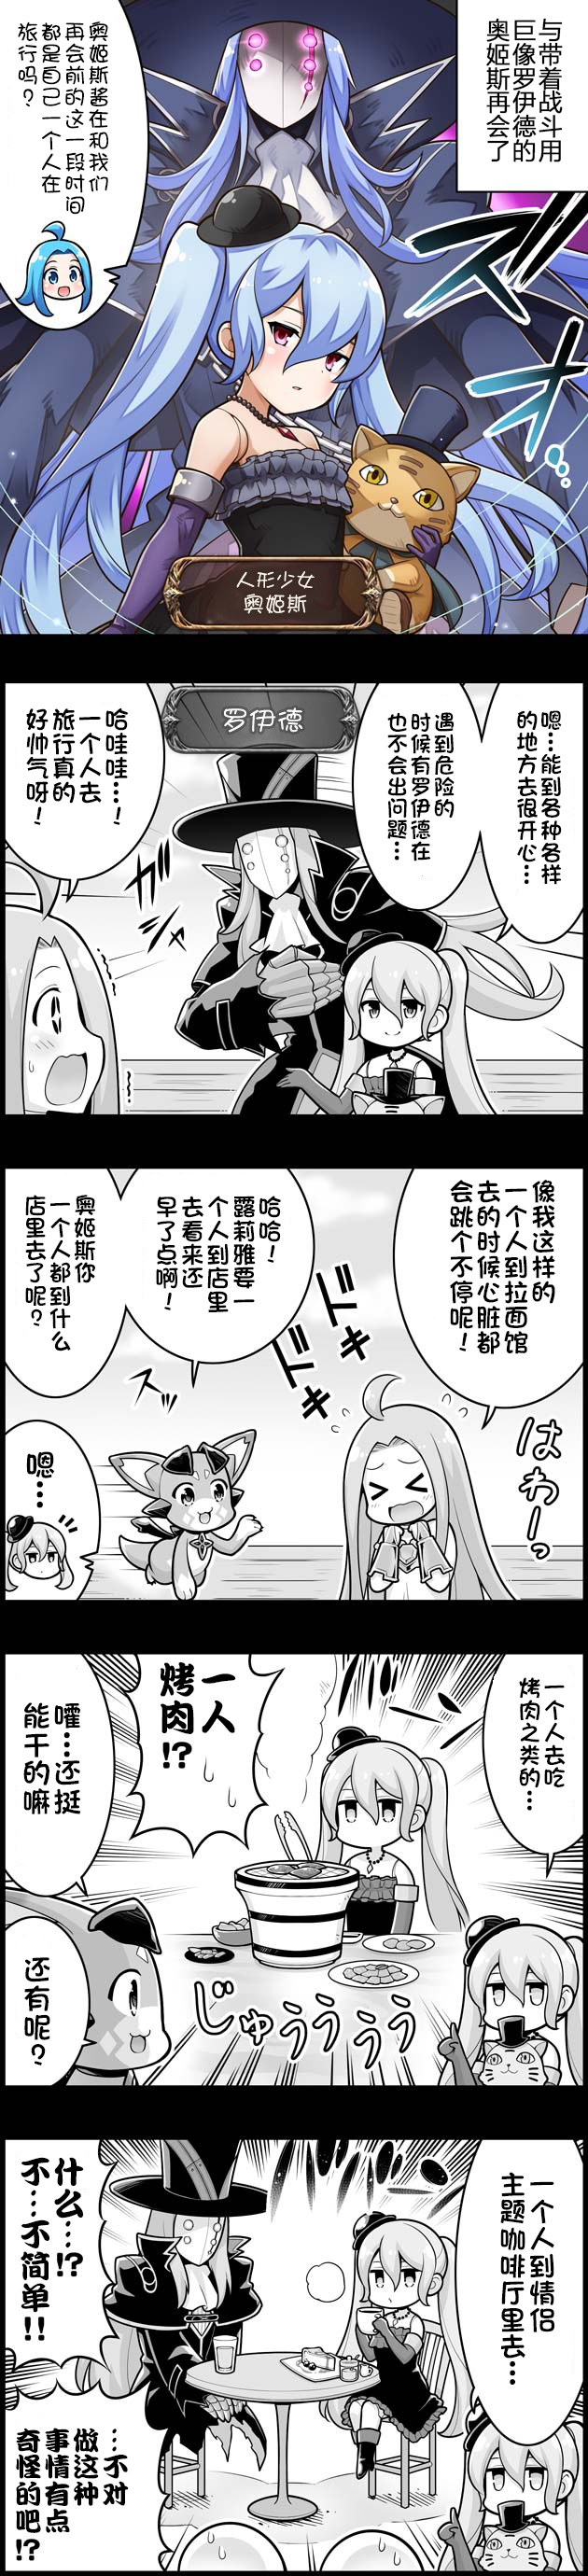 与带着战斗用
巨像罗伊德的
奥姬斯再会了
奥姬斯酱在和我们
再会前的这一段时间
都是自己一个人在
旅行吗？
ズズォ…
人形少女
奥姬斯
嗯…能到各种各样
的地方去很开心…
遇到危险的
时候有罗伊德在
也不会出问题…
罗伊德
哈哇哇…！
一个人去
旅行真的
好帅气呀！
ガシャッ
像我这样的
一个人到拉面馆
去的时候心脏都
会跳个不停呢！
哈哈！
露莉雅要一
个人到店里
去看来还
早了点啊！
奥姬斯你
一个人都到什么
店里去了呢？
ドキ
ドキ
はわーっ
スッ
嗯…
一个人去吃
烤肉之类的…
一人
烤肉!?
嚯…还挺
能干的嘛
还有呢？
じゅうううう
一个人到情侣
主题咖啡厅里去…
什么…!?
不…不简单!!
…不对
做这种
事情有点
奇怪的吧!?